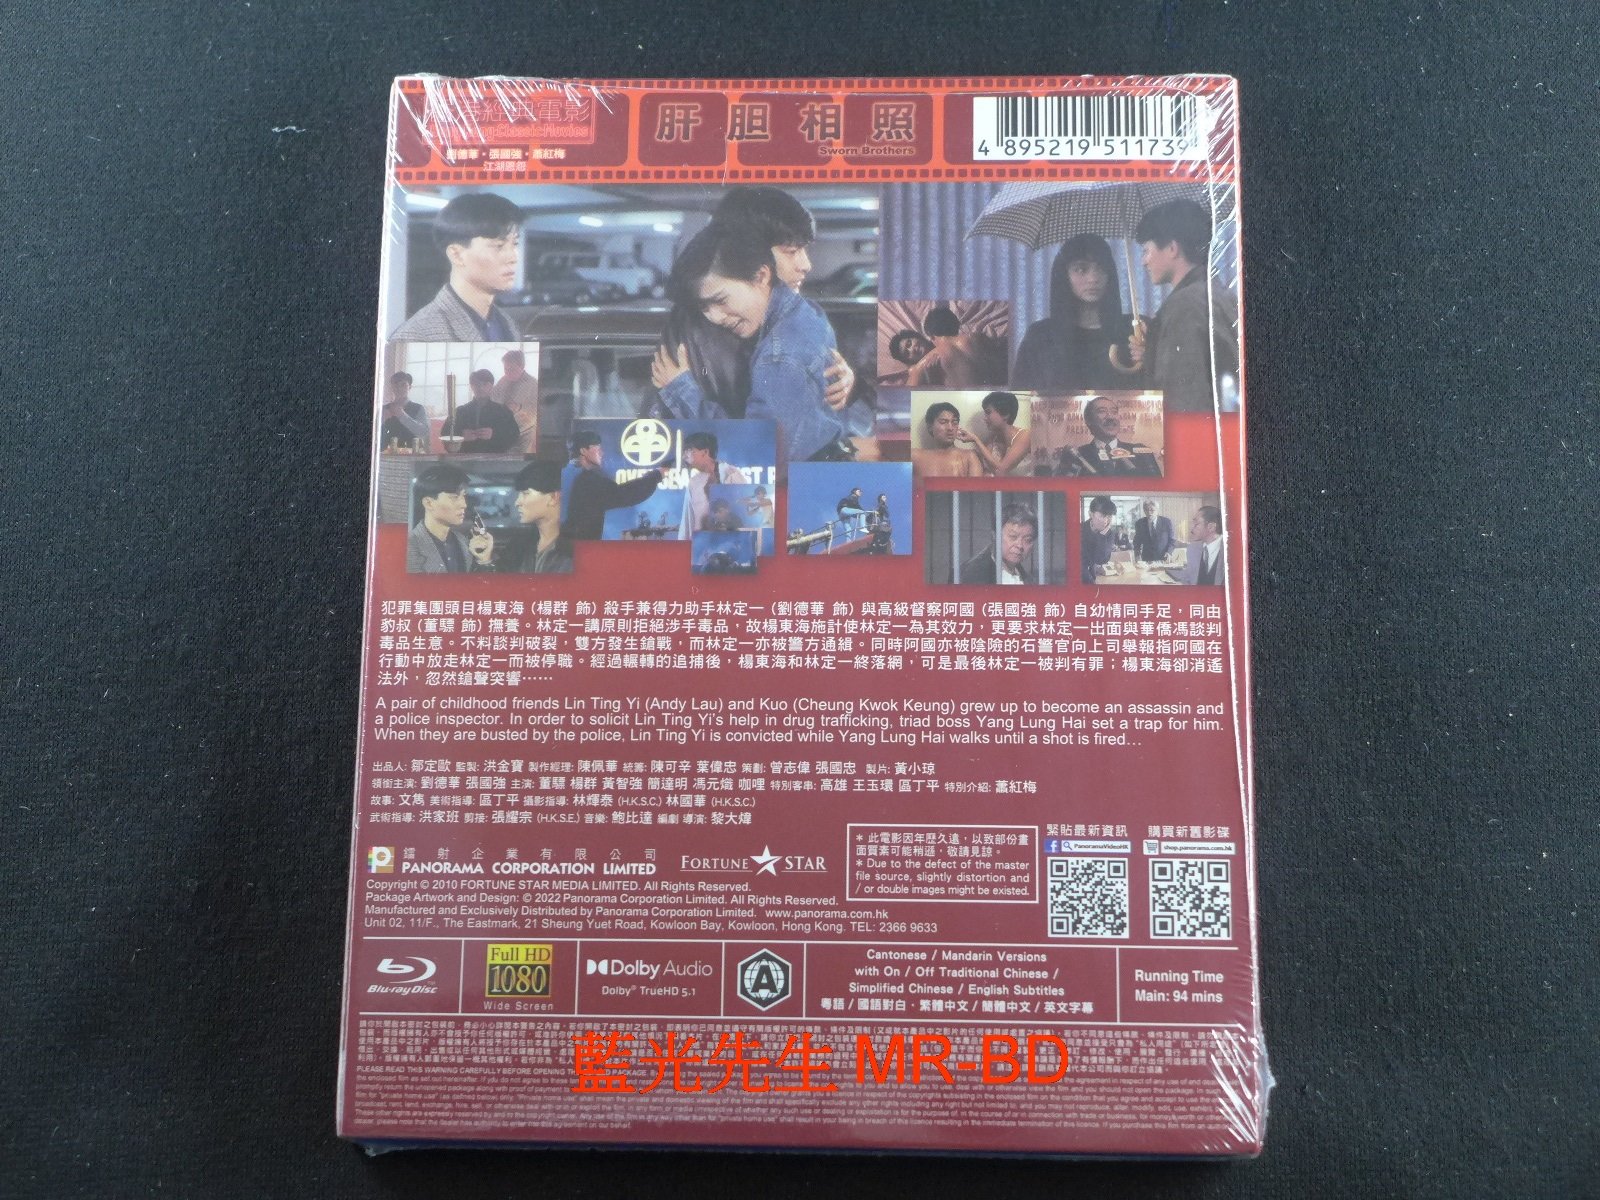 經典電影
Classic Movies
劉德華・張國強・蕭紅梅
江湖恩怨
肝胆相照
Sworn Brothers
4 895219 511739
犯罪集團頭目楊東海 (楊群 飾) 殺手兼得力助手林定一 (劉德華 飾) 與高級督察阿國 (張國強 飾) 自幼情同手足，同由
豹叔 (董驃 飾) 撫養。林定一講原則拒絕涉手毒品，故楊東海施計使林定一為其效力，更要求林定一出面與華僑馮談判
毒品生意。不料談判破裂，雙方發生鎗戰，而林定一亦被警方通緝。同時阿國亦被陰險的石警官向上司舉報指阿國在
行動中放走林定一而被停職。經過輾轉的追捕後，楊東海和林定一終落網，可是最後林定一被判有罪；楊東海卻消遙
法外，忽然鎗聲突響……
A pair of childhood friends Lin Ting Yi (Andy Lau) and Kuo (Cheung Kwok Keung) grew up to become an assassin and
a police inspector. In order to solicit Lin Ting Yi's help in drug trafficking, triad boss Yang Lung Hai set a trap for him.
When they are busted by the police, Lin Ting Yi is convicted while Yang Lung Hai walks until a shot is fired…
出品人: 鄒定歐 監製: 洪金寶 製作經理: 陳佩華 統籌: 陳可辛 葉偉忠 策劃: 曾志偉 張國忠 製片: 黃小琼
領銜主演: 劉德華 張國強 主演: 董驃 楊群 黃智強 簡達明 馮元熾 咖哩 特別客串: 高雄 王玉環 區丁平 特別介紹: 蕭紅梅
故事: 文雋 美術指導: 區丁平 攝影指導: 林輝泰 (H.K.S.C.) 林國華 (H.K.S.C.)
武術指導: 洪家班 剪接: 張耀宗 (H.K.S.E.) 音樂: 鮑比達 編劇 導演: 黎大煒
鐳射企業有限公司
PANORAMA CORPORATION LIMITED
FORTUNE STAR
* 此電影因年歷久遠，以致部份畫
面質素可能稍遜，敬請見諒。
* Due to the defect of the master
file source, slightly distortion and
/ or double images might be existed.
緊貼最新資訊
PanoramaVideoHK
購買新舊影碟
shop.panorama.com.hk
Copyright © 2010 FORTUNE STAR MEDIA LIMITED. All Rights Reserved.
Package Artwork and Design: © 2022 Panorama Corporation Limited. All Rights Reserved.
Manufactured and Exclusively Distributed by Panorama Corporation Limited. www.panorama.com.hk
Unit 02, 11/F., The Eastmark, 21 Sheung Yuet Road, Kowloon Bay, Kowloon, Hong Kong. TEL: 2366 9633
Blu-ray Disc
Full HD
1080
Wide Screen
Dolby Audio
Dolby® TrueHD 5.1
A
Cantonese / Mandarin Versions
with On / Off Traditional Chinese /
Simplified Chinese / English Subtitles
粵語 / 國語對白・繁體中文 / 簡體中文 / 英文字幕
Running Time
Main: 94 mins
PLEASE READ THIS WARNING CAREFULLY BEFORE OPENING
藍光先生 MR-BD